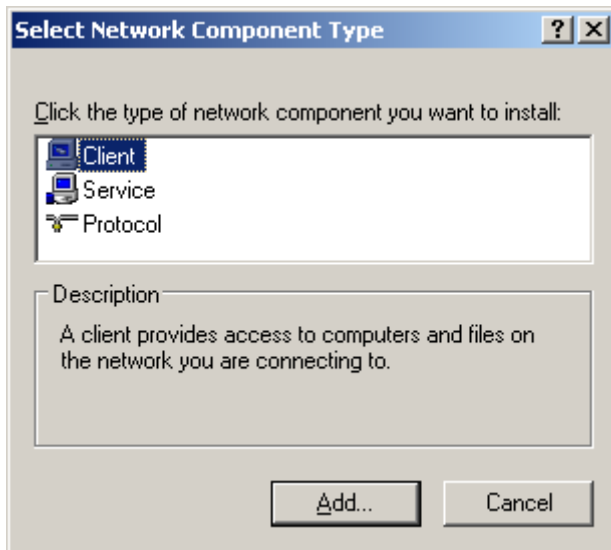 Select Network Component Type
Click the type of network component you want to install:
Client
Service
Protocol
Description
A client provides access to computers and files on
the network you are connecting to.
Add... Cancel